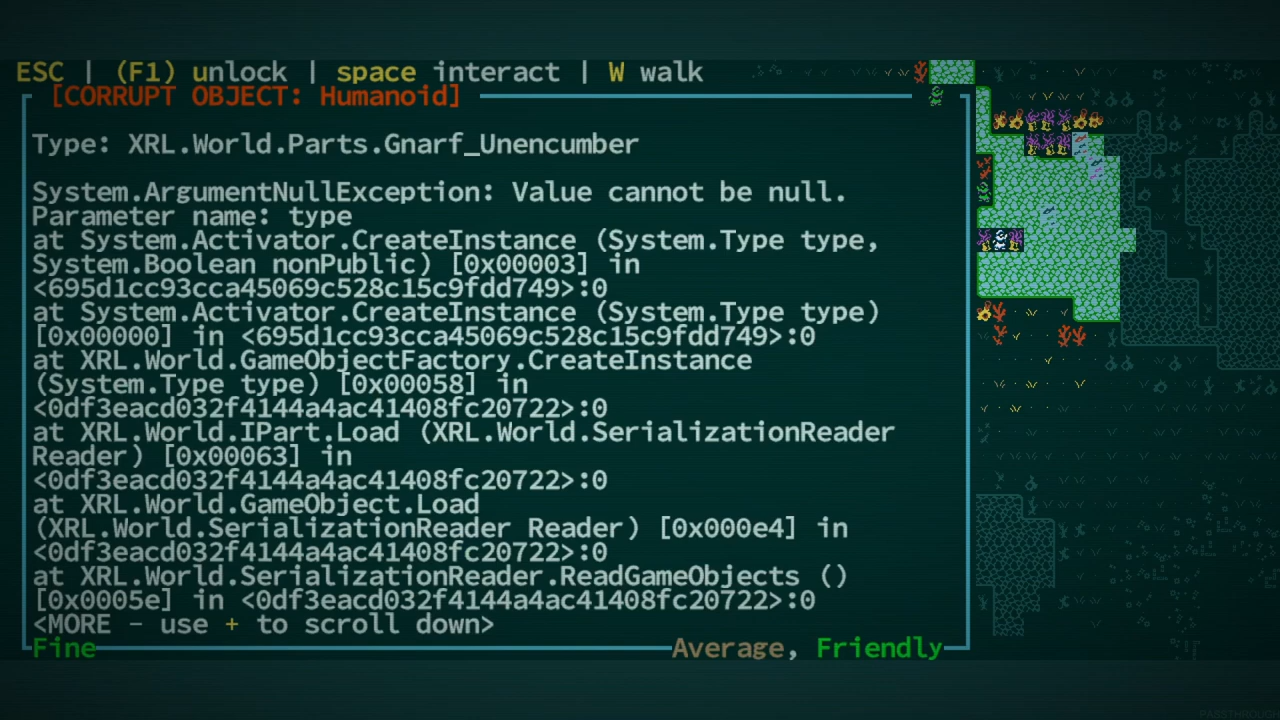 ESC | (F1) unlock | space interact | W walk
[CORRUPT OBJECT: Humanoid]
Type: XRL.World.Parts.Gnarf_Unencumber
System.ArgumentNullException: Value cannot be null.
Parameter name: type
at System.Activator.CreateInstance (System.Type type,
System.Boolean nonPublic) [0x00003] in
<695d1cc93cca45069c528c15c9fdd749>:0
at System.Activator.CreateInstance (System.Type type)
[0x00000] in <695d1cc93cca45069c528c15c9fdd749>:0
at XRL.World.GameObjectFactory.CreateInstance
(System.Type type) [0x00058] in
<0df3eacd032f4144a4ac41408fc20722>:0
at XRL.World.IPart.Load (XRL.World.SerializationReader
Reader) [0x00063] in
<0df3eacd032f4144a4ac41408fc20722>:0
at XRL.World.GameObject.Load
(XRL.World.SerializationReader Reader) [0x000e4] in
<0df3eacd032f4144a4ac41408fc20722>:0
at XRL.World.SerializationReader.ReadGameObjects ()
[0x0005e] in <0df3eacd032f4144a4ac41408fc20722>:0
<MORE - use + to scroll down>
Fine Average, Friendly